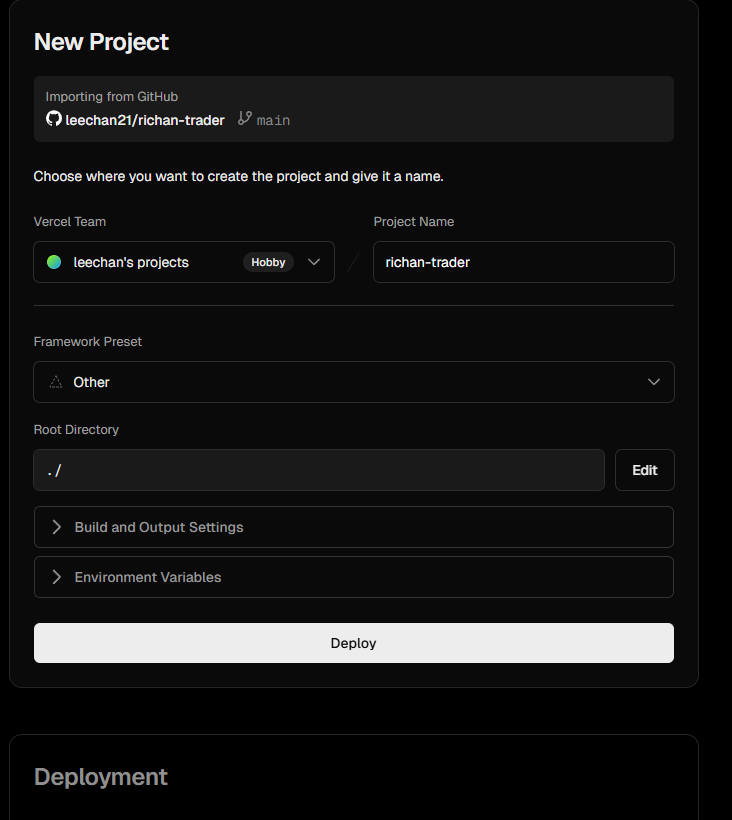 New Project
Importing from GitHub
leechan21/richan-trader main
Choose where you want to create the project and give it a name.
Vercel Team Project Name
leechan's projects Hobby / richan-trader
Framework Preset
Other
Root Directory
./ Edit
Build and Output Settings
Environment Variables
Deploy
Deployment